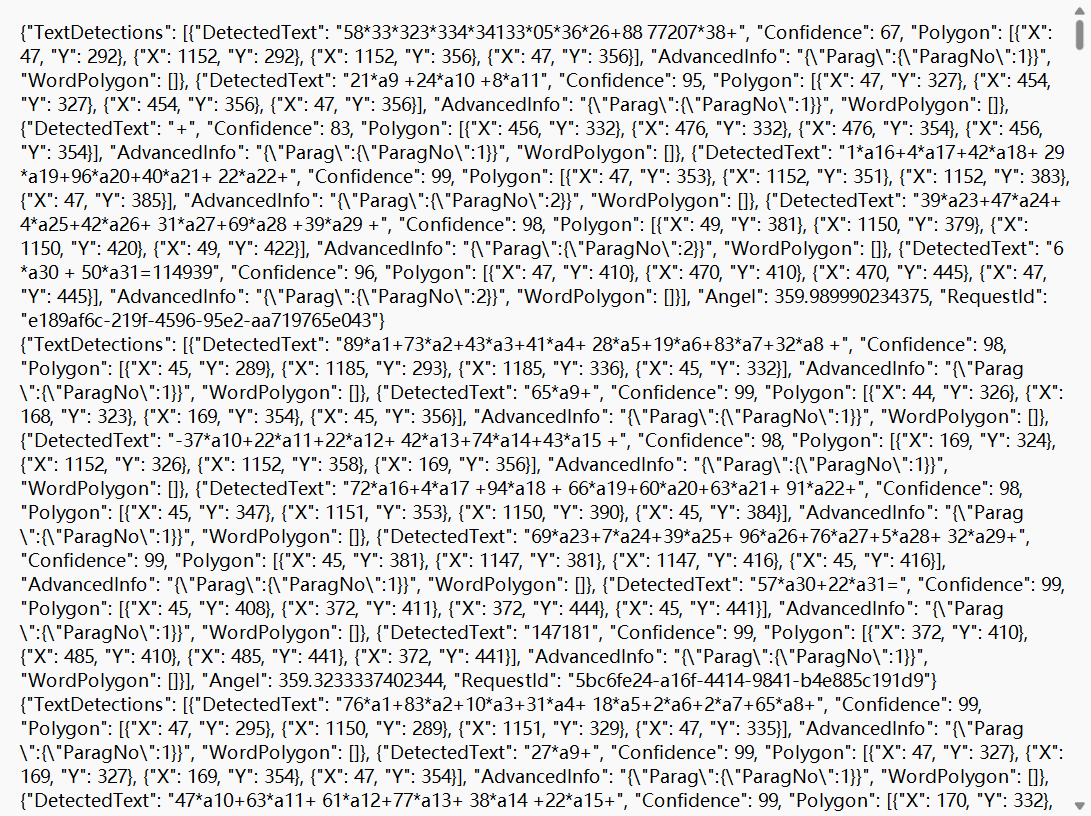 {"TextDetections": [{"DetectedText": "58*33*323*334*34133*05*36*26+88 77207*38+", "Confidence": 67, "Polygon": [{"X":
47, "Y": 292}, {"X": 1152, "Y": 292}, {"X": 1152, "Y": 356}, {"X": 47, "Y": 356}], "AdvancedInfo": "{\"Parag\":{\"ParagNo\":1}}",
"WordPolygon": []}, {"DetectedText": "21*a9 +24*a10 +8*a11", "Confidence": 95, "Polygon": [{"X": 47, "Y": 327}, {"X": 454,
"Y": 327}, {"X": 454, "Y": 356}, {"X": 47, "Y": 356}], "AdvancedInfo": "{\"Parag\":{\"ParagNo\":1}}", "WordPolygon": []},
{"DetectedText": "+", "Confidence": 83, "Polygon": [{"X": 456, "Y": 332}, {"X": 476, "Y": 332}, {"X": 476, "Y": 354}, {"X": 456,
"Y": 354}], "AdvancedInfo": "{\"Parag\":{\"ParagNo\":1}}", "WordPolygon": []}, {"DetectedText": "1*a16+4*a17+42*a18+ 29
*a19+96*a20+40*a21+ 22*a22+", "Confidence": 99, "Polygon": [{"X": 47, "Y": 353}, {"X": 1152, "Y": 351}, {"X": 1152, "Y": 383},
{"X": 47, "Y": 385}], "AdvancedInfo": "{\"Parag\":{\"ParagNo\":2}}", "WordPolygon": []}, {"DetectedText": "39*a23+47*a24+
4*a25+42*a26+ 31*a27+69*a28 +39*a29 +", "Confidence": 98, "Polygon": [{"X": 49, "Y": 381}, {"X": 1150, "Y": 379}, {"X":
1150, "Y": 420}, {"X": 49, "Y": 422}], "AdvancedInfo": "{\"Parag\":{\"ParagNo\":2}}", "WordPolygon": []}, {"DetectedText": "6
*a30 + 50*a31=114939", "Confidence": 96, "Polygon": [{"X": 47, "Y": 410}, {"X": 470, "Y": 410}, {"X": 470, "Y": 445}, {"X": 47,
"Y": 445}], "AdvancedInfo": "{\"Parag\":{\"ParagNo\":2}}", "WordPolygon": []}], "Angel": 359.989990234375, "RequestId":
"e189af6c-219f-4596-95e2-aa719765e043"}
{"TextDetections": [{"DetectedText": "89*a1+73*a2+43*a3+41*a4+ 28*a5+19*a6+83*a7+32*a8 +", "Confidence": 98,
"Polygon": [{"X": 45, "Y": 289}, {"X": 1185, "Y": 293}, {"X": 1185, "Y": 336}, {"X": 45, "Y": 332}], "AdvancedInfo": "{\"Parag
\":{\"ParagNo\":1}}", "WordPolygon": []}, {"DetectedText": "65*a9+", "Confidence": 99, "Polygon": [{"X": 44, "Y": 326}, {"X":
168, "Y": 323}, {"X": 169, "Y": 354}, {"X": 45, "Y": 356}], "AdvancedInfo": "{\"Parag\":{\"ParagNo\":1}}", "WordPolygon": []},
{"DetectedText": "-37*a10+22*a11+22*a12+ 42*a13+74*a14+43*a15 +", "Confidence": 98, "Polygon": [{"X": 169, "Y": 324},
{"X": 1152, "Y": 326}, {"X": 1152, "Y": 358}, {"X": 169, "Y": 356}], "AdvancedInfo": "{\"Parag\":{\"ParagNo\":1}}",
"WordPolygon": []}, {"DetectedText": "72*a16+4*a17 +94*a18 + 66*a19+60*a20+63*a21+ 91*a22+", "Confidence": 98,
"Polygon": [{"X": 45, "Y": 347}, {"X": 1151, "Y": 353}, {"X": 1150, "Y": 390}, {"X": 45, "Y": 384}], "AdvancedInfo": "{\"Parag
\":{\"ParagNo\":1}}", "WordPolygon": []}, {"DetectedText": "69*a23+7*a24+39*a25+ 96*a26+76*a27+5*a28+ 32*a29+",
"Confidence": 99, "Polygon": [{"X": 45, "Y": 381}, {"X": 1147, "Y": 381}, {"X": 1147, "Y": 416}, {"X": 45, "Y": 416}],
"AdvancedInfo": "{\"Parag\":{\"ParagNo\":1}}", "WordPolygon": []}, {"DetectedText": "57*a30+22*a31=", "Confidence": 99,
"Polygon": [{"X": 45, "Y": 408}, {"X": 372, "Y": 411}, {"X": 372, "Y": 444}, {"X": 45, "Y": 441}], "AdvancedInfo": "{\"Parag
\":{\"ParagNo\":1}}", "WordPolygon": []}, {"DetectedText": "147181", "Confidence": 99, "Polygon": [{"X": 372, "Y": 410},
{"X": 485, "Y": 410}, {"X": 485, "Y": 441}, {"X": 372, "Y": 441}], "AdvancedInfo": "{\"Parag\":{\"ParagNo\":1}}",
"WordPolygon": []}], "Angel": 359.3233337402344, "RequestId": "5bc6fe24-a16f-4414-9841-b4e885c191d9"}
{"TextDetections": [{"DetectedText": "76*a1+83*a2+10*a3+31*a4+ 18*a5+2*a6+2*a7+65*a8+", "Confidence": 99,
"Polygon": [{"X": 47, "Y": 295}, {"X": 1150, "Y": 289}, {"X": 1151, "Y": 329}, {"X": 47, "Y": 335}], "AdvancedInfo": "{\"Parag
\":{\"ParagNo\":1}}", "WordPolygon": []}, {"DetectedText": "27*a9+", "Confidence": 99, "Polygon": [{"X": 47, "Y": 327}, {"X":
169, "Y": 327}, {"X": 169, "Y": 354}, {"X": 47, "Y": 354}], "AdvancedInfo": "{\"Parag\":{\"ParagNo\":1}}", "WordPolygon": []},
{"DetectedText": "47*a10+63*a11+ 61*a12+77*a13+ 38*a14 +22*a15+", "Confidence": 99, "Polygon": [{"X": 170, "Y": 332},